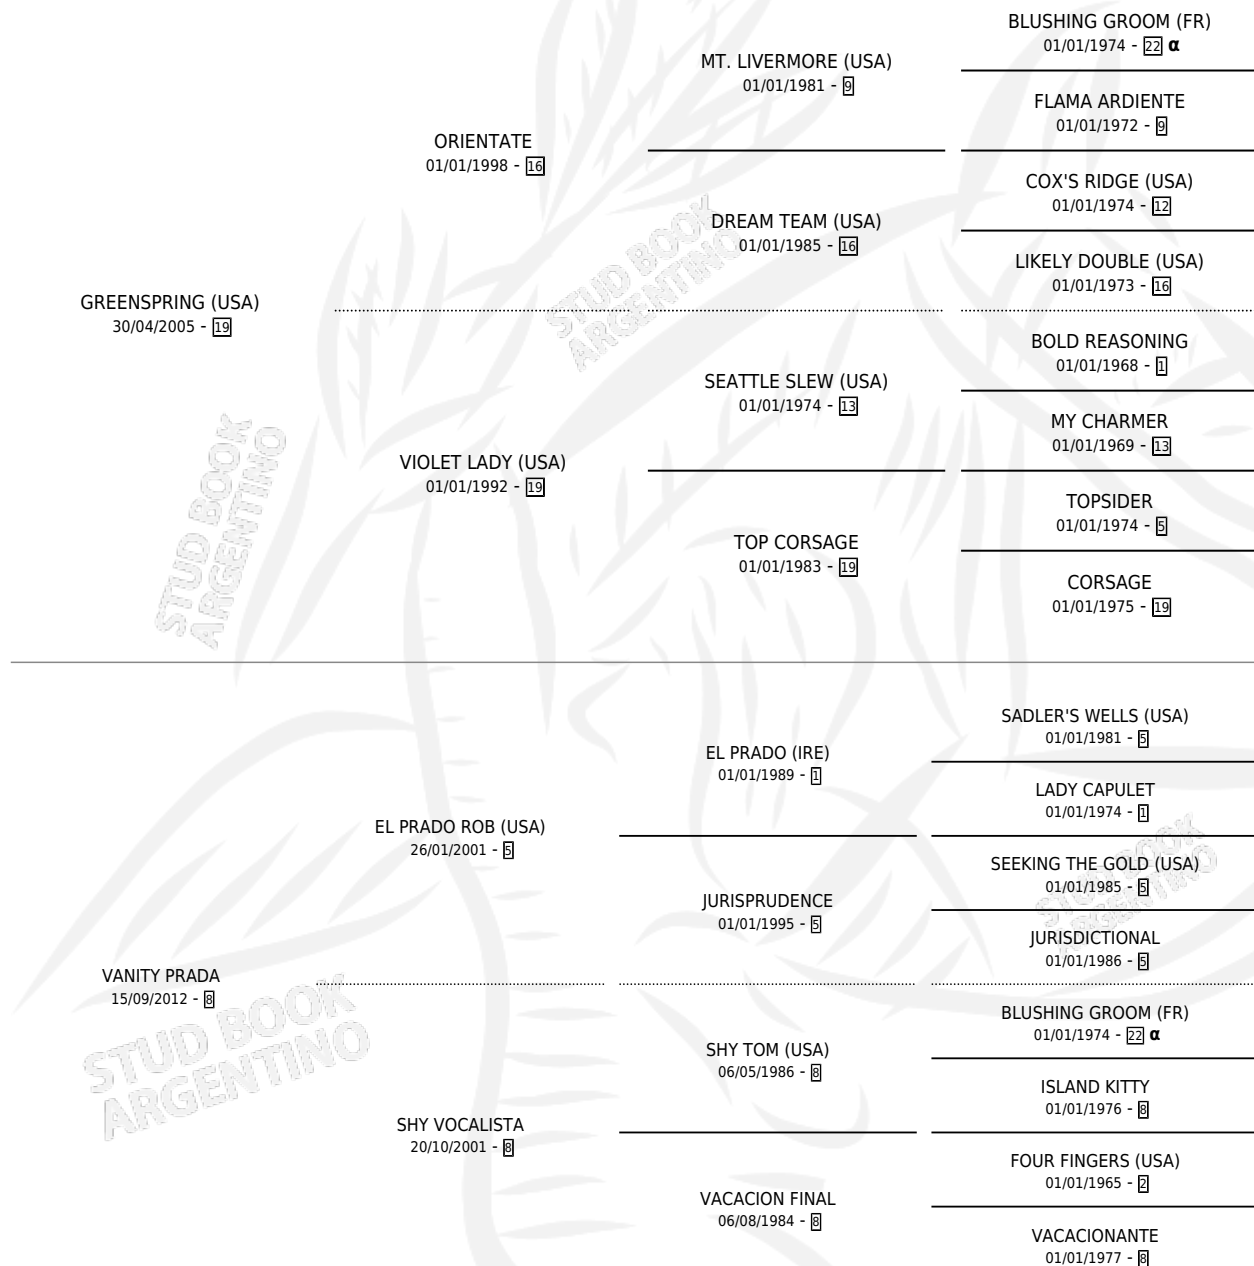 BLUSHING GROOM (FR)
01/01/1974 - 22 α
MT. LIVERMORE (USA)
01/01/1981 - 9
FLAMA ARDIENTE
01/01/1972 - 9
ORIENTATE
01/01/1998 - 16
COX'S RIDGE (USA)
01/01/1974 - 12
DREAM TEAM (USA)
01/01/1985 - 16
LIKELY DOUBLE (USA)
01/01/1973 - 16
GREENSPRING (USA)
30/04/2005 - 19
BOLD REASONING
01/01/1968 - 1
SEATTLE SLEW (USA)
01/01/1974 - 13
MY CHARMER
01/01/1969 - 13
VIOLET LADY (USA)
01/01/1992 - 19
TOPSIDER
01/01/1974 - 5
TOP CORSAGE
01/01/1983 - 19
CORSAGE
01/01/1975 - 19
SADLER'S WELLS (USA)
01/01/1981 - 5
EL PRADO (IRE)
01/01/1989 - 1
LADY CAPULET
01/01/1974 - 1
EL PRADO ROB (USA)
26/01/2001 - 5
SEEKING THE GOLD (USA)
01/01/1985 - 5
JURISPRUDENCE
01/01/1995 - 5
JURISDICTIONAL
01/01/1986 - 5
VANITY PRADA
15/09/2012 - 8
BLUSHING GROOM (FR)
01/01/1974 - 22 α
SHY TOM (USA)
06/05/1986 - 8
ISLAND KITTY
01/01/1976 - 8
SHY VOCALISTA
20/10/2001 - 8
FOUR FINGERS (USA)
01/01/1965 - 2
VACACION FINAL
06/08/1984 - 8
VACACIONANTE
01/01/1977 - 8
STUD BOOK
ARGENTINO
STUD BOOK
ARGENTINO
STUD BOOK
ARGENTINO
STUD BOOK
ARGENTINO